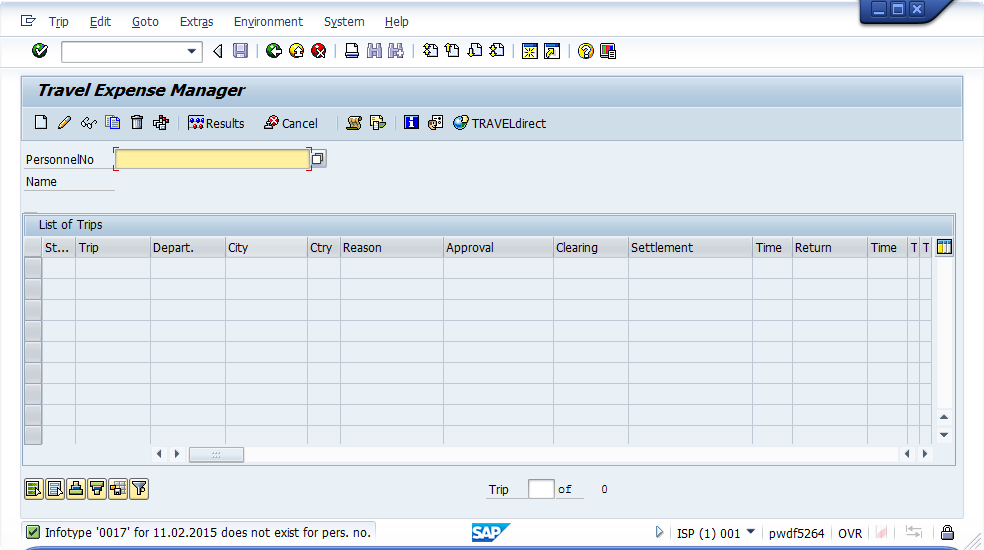 Trip Edit Goto Extras Environment System Help
Travel Expense Manager
Results Cancel TRAVELdirect
PersonnelNo
Name
List of Trips
St... Trip Depart. City Ctry Reason Approval Clearing Settlement Time Return Time T T
Trip of 0
Infotype '0017' for 11.02.2015 does not exist for pers. no. SAP ISP (1) 001 pwdf5264 OVR